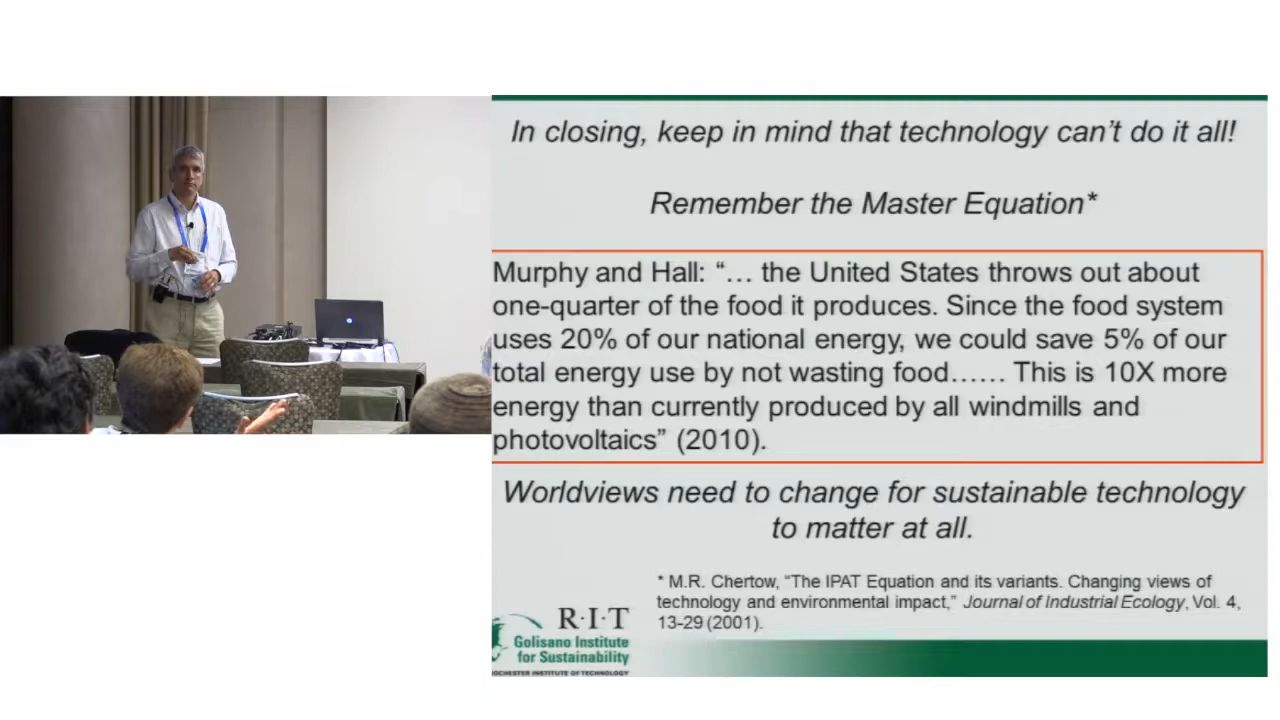 In closing, keep in mind that technology can't do it all!
Remember the Master Equation*
Murphy and Hall: “… the United States throws out about
one-quarter of the food it produces. Since the food system
uses 20% of our national energy, we could save 5% of our
total energy use by not wasting food…… This is 10X more
energy than currently produced by all windmills and
photovoltaics” (2010).
Worldviews need to change for sustainable technology
to matter at all.
* M.R. Chertow, “The IPAT Equation and its variants. Changing views of
technology and environmental impact,” Journal of Industrial Ecology, Vol. 4,
13-29 (2001).
R·I·T
Golisano Institute
for Sustainability
OCHESTER INSTITUTE OF TECHNOLOGY